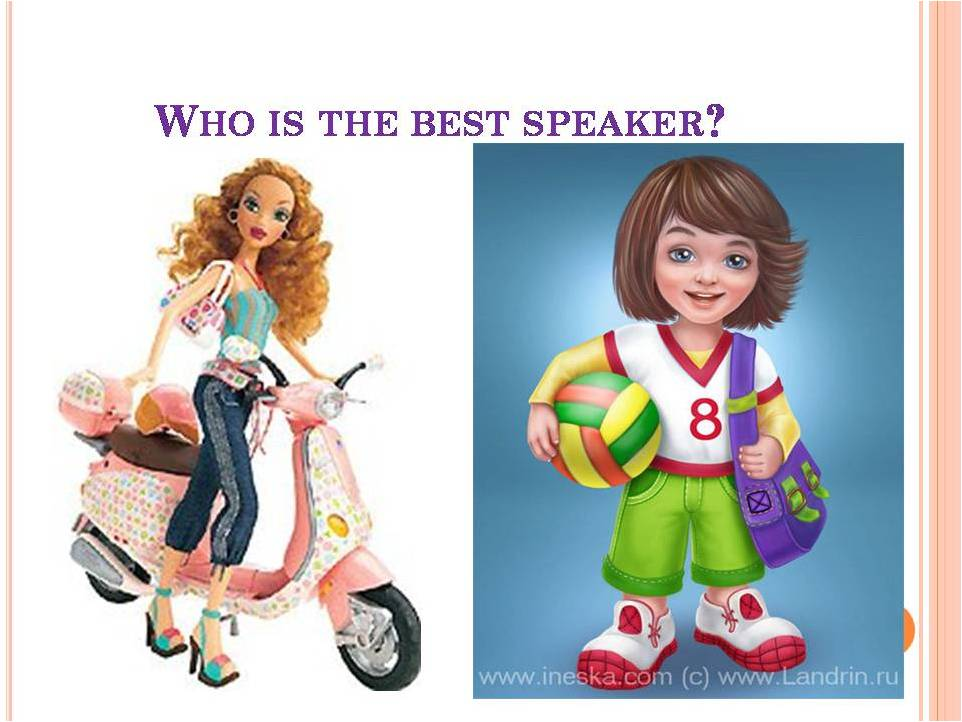 Who is the best speaker?
8
www.ineska.com (c) www.Landrin.ru